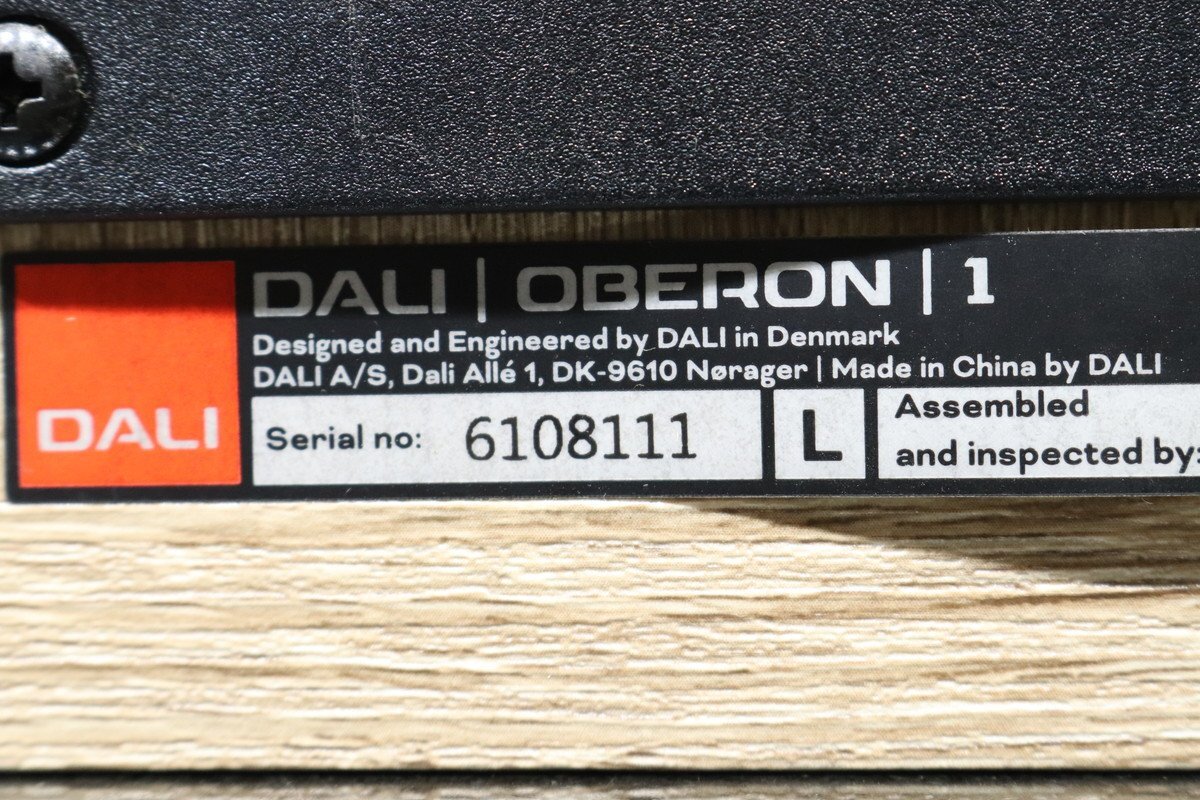 DALI | OBERON | 1
Designed and Engineered by DALI in Denmark
DALI A/S, Dali Allé 1, DK-9610 Nørager | Made in China by DALI
DALI
Serial no: 6108111
L
Assembled
and inspected by: